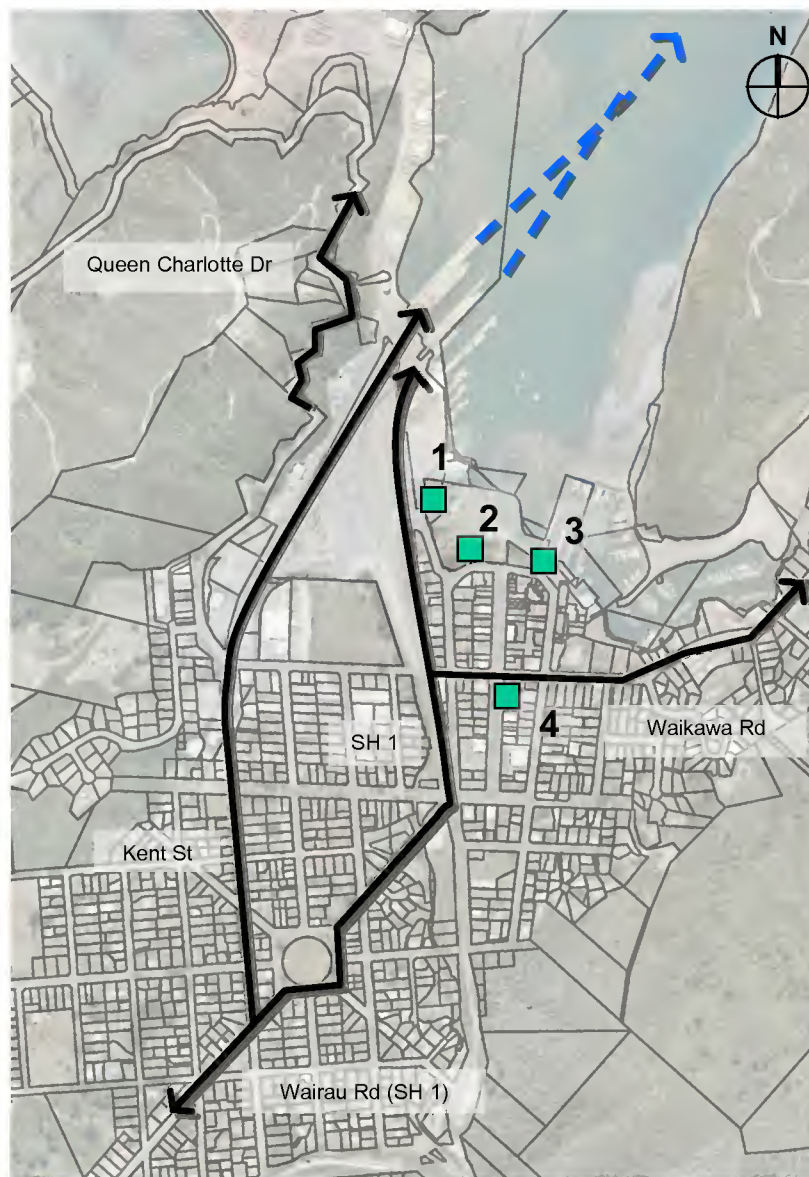 N
Queen Charlotte Dr
1
2
3
4
SH 1
Waikawa Rd
Kent St
Wairau Rd (SH 1)